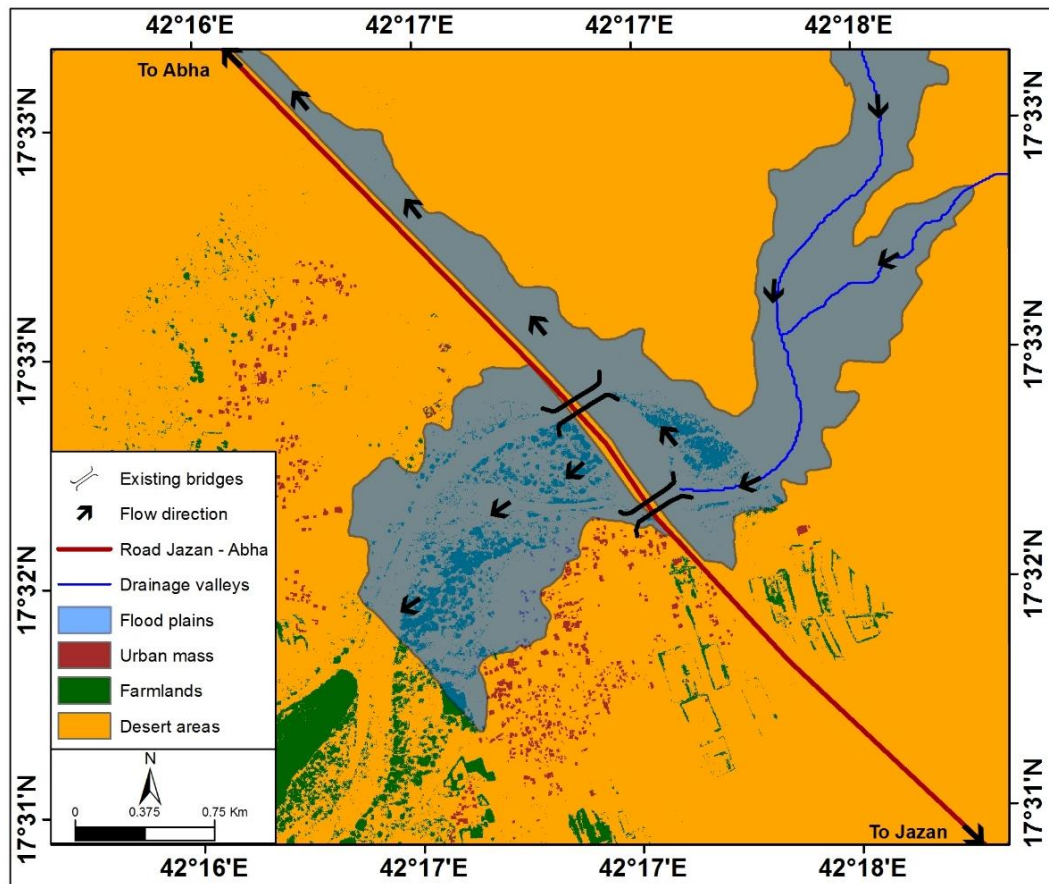 42°16'E 42°17'E 42°17'E 42°18'E
To Abha
17°33'N 17°33'N
17°33'N 17°33'N
17°32'N 17°32'N
17°31'N 17°31'N
Existing bridges
Flow direction
Road Jazan - Abha
Drainage valleys
Flood plains
Urban mass
Farmlands
Desert areas
N
0 0.375 0.75 Km
To Jazan
42°16'E 42°17'E 42°17'E 42°18'E